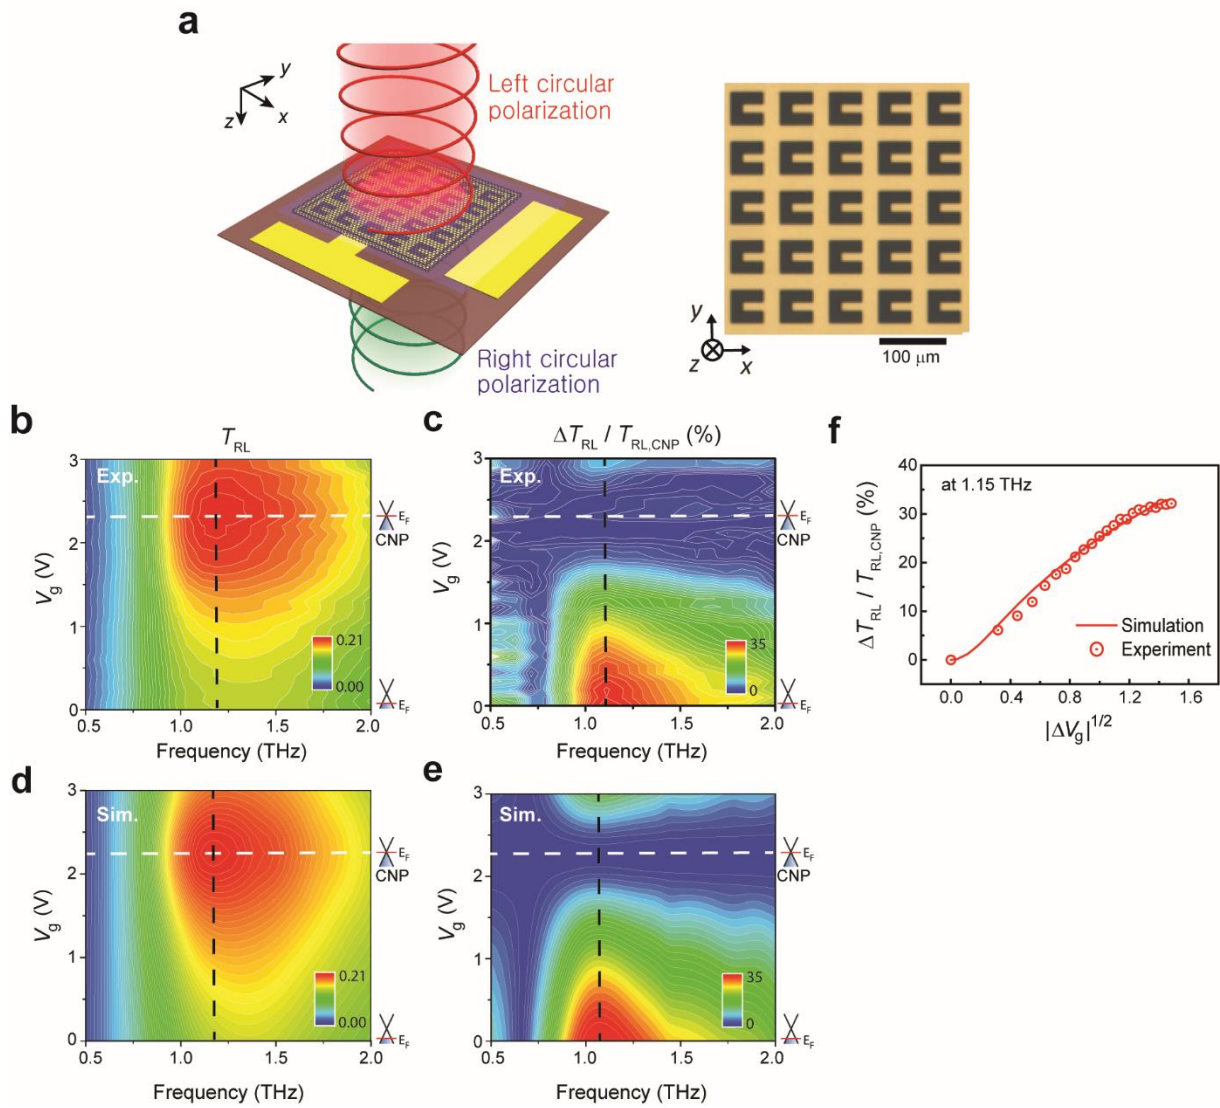 a
y
x
z
Left circular
polarization
Right circular
polarization
y
z
x
100 μm
b
T_RL
Exp.
V_g (V)
3
2
1
0
0.5
1.0
1.5
2.0
Frequency (THz)
0.21
0.00
E_F
CNP
E_F
c
ΔT_RL / T_RL,CNP (%)
Exp.
V_g (V)
3
2
1
0
0.5
1.0
1.5
2.0
Frequency (THz)
35
0
E_F
CNP
E_F
f
at 1.15 THz
ΔT_RL / T_RL,CNP (%)
40
30
20
10
0
0.0
0.4
0.8
1.2
1.6
|ΔV_g|^1/2
Simulation
Experiment
d
Sim.
V_g (V)
3
2
1
0
0.5
1.0
1.5
2.0
Frequency (THz)
0.21
0.00
E_F
CNP
E_F
e
Sim.
V_g (V)
3
2
1
0
0.5
1.0
1.5
2.0
Frequency (THz)
35
0
E_F
CNP
E_F